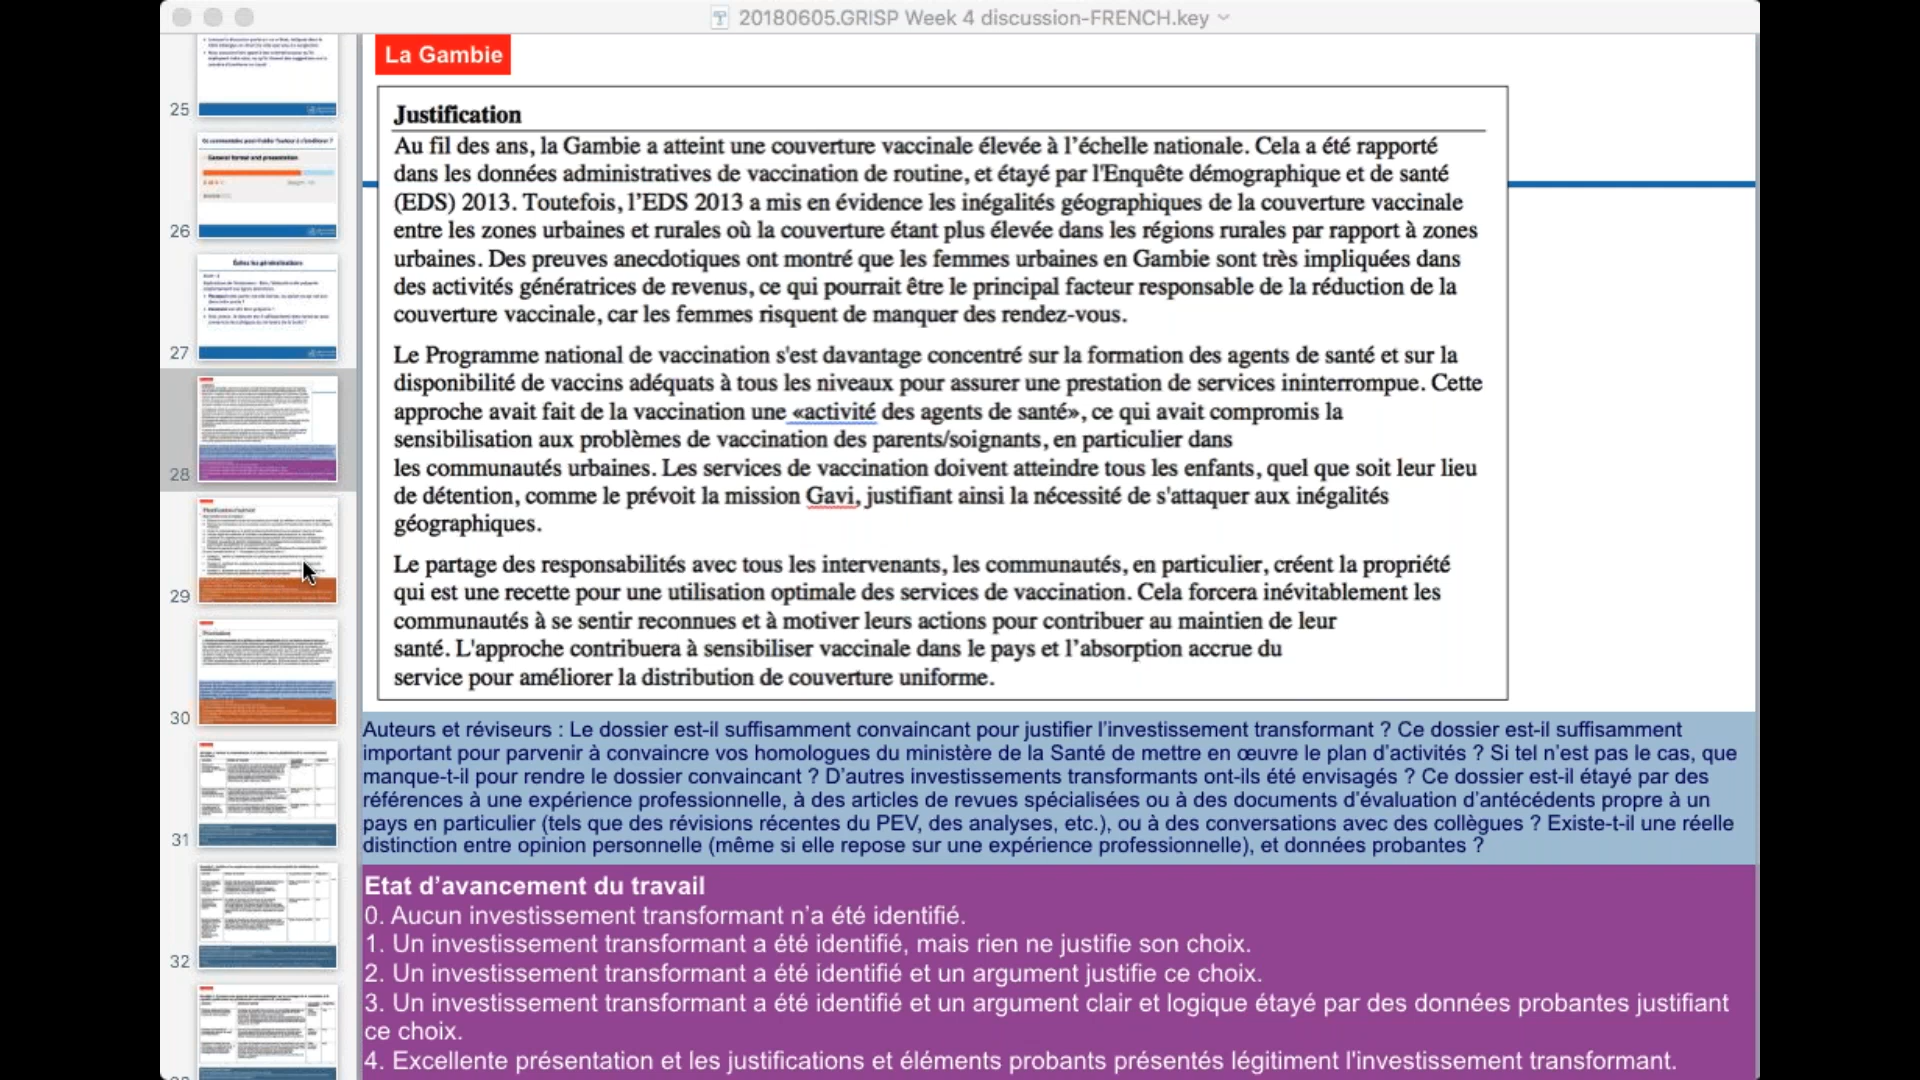 20180605.GRISP Week 4 discussion-FRENCH.key
La Gambie
Justification
Au fil des ans, la Gambie a atteint une couverture vaccinale élevée à l’échelle nationale. Cela a été rapporté
dans les données administratives de vaccination de routine, et étayé par l'Enquête démographique et de santé
(EDS) 2013. Toutefois, l’EDS 2013 a mis en évidence les inégalités géographiques de la couverture vaccinale
entre les zones urbaines et rurales où la couverture étant plus élevée dans les régions rurales par rapport à zones
urbaines. Des preuves anecdotiques ont montré que les femmes urbaines en Gambie sont très impliquées dans
des activités génératrices de revenus, ce qui pourrait être le principal facteur responsable de la réduction de la
couverture vaccinale, car les femmes risquent de manquer des rendez-vous.
Le Programme national de vaccination s'est davantage concentré sur la formation des agents de santé et sur la
disponibilité de vaccins adéquats à tous les niveaux pour assurer une prestation de services ininterrompue. Cette
approche avait fait de la vaccination une «activité des agents de santé», ce qui avait compromis la
sensibilisation aux problèmes de vaccination des parents/soignants, en particulier dans
les communautés urbaines. Les services de vaccination doivent atteindre tous les enfants, quel que soit leur lieu
de détention, comme le prévoit la mission Gavi, justifiant ainsi la nécessité de s'attaquer aux inégalités
géographiques.
Le partage des responsabilités avec tous les intervenants, les communautés, en particulier, créent la propriété
qui est une recette pour une utilisation optimale des services de vaccination. Cela forcera inévitablement les
communautés à se sentir reconnues et à motiver leurs actions pour contribuer au maintien de leur
santé. L'approche contribuera à sensibiliser vaccinale dans le pays et l’absorption accrue du
service pour améliorer la distribution de couverture uniforme.
Auteurs et réviseurs : Le dossier est-il suffisamment convaincant pour justifier l’investissement transformant ? Ce dossier est-il suffisamment
important pour parvenir à convaincre vos homologues du ministère de la Santé de mettre en œuvre le plan d’activités ? Si tel n’est pas le cas, que
manque-t-il pour rendre le dossier convaincant ? D’autres investissements transformants ont-ils été envisagés ? Ce dossier est-il étayé par des
références à une expérience professionnelle, à des articles de revues spécialisées ou à des documents d’évaluation d’antécédents propre à un
pays en particulier (tels que des révisions récentes du PEV, des analyses, etc.), ou à des conversations avec des collègues ? Existe-t-il une réelle
distinction entre opinion personnelle (même si elle repose sur une expérience professionnelle), et données probantes ?
Etat d’avancement du travail
0. Aucun investissement transformant n’a été identifié.
1. Un investissement transformant a été identifié, mais rien ne justifie son choix.
2. Un investissement transformant a été identifié et un argument justifie ce choix.
3. Un investissement transformant a été identifié et un argument clair et logique étayé par des données probantes justifiant
ce choix.
4. Excellente présentation et les justifications et éléments probants présentés légitiment l'investissement transformant.
25
26
General format and presentation
27
28
29
30
31
32